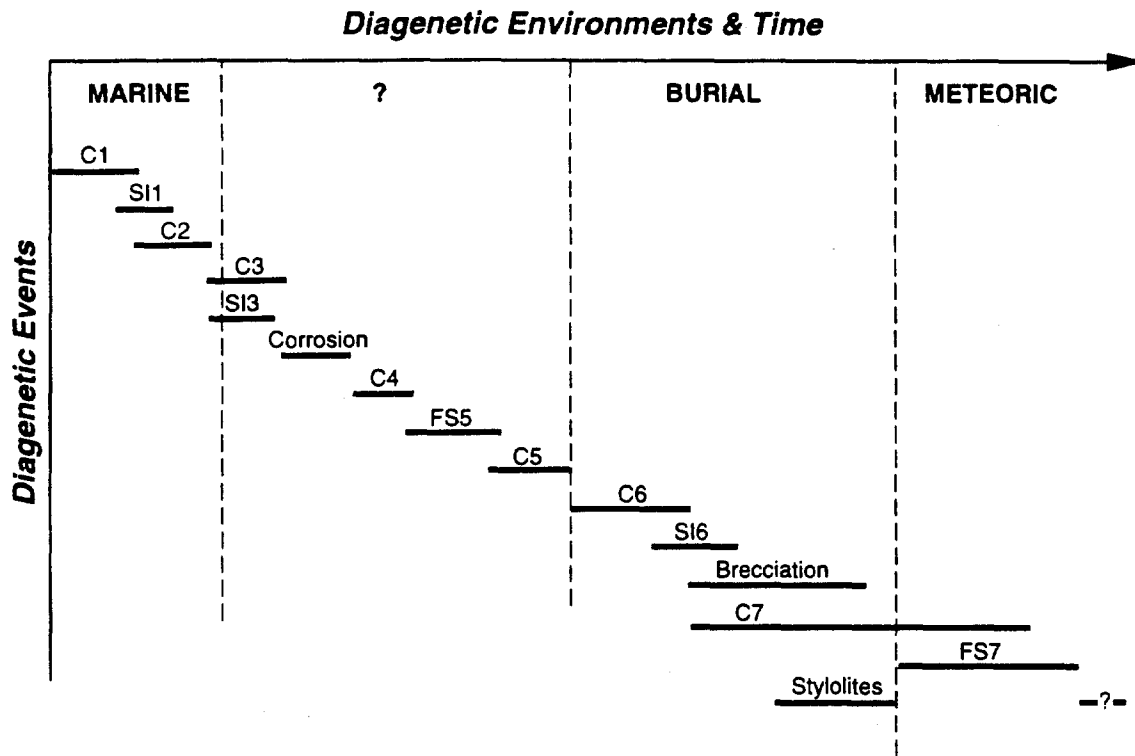 Diagenetic Environments & Time
MARINE ? BURIAL METEORIC
Diagenetic Events
C1
SI1
C2
C3
SI3
Corrosion
C4
FS5
C5
C6
SI6
Brecciation
C7
FS7
Stylolites ?